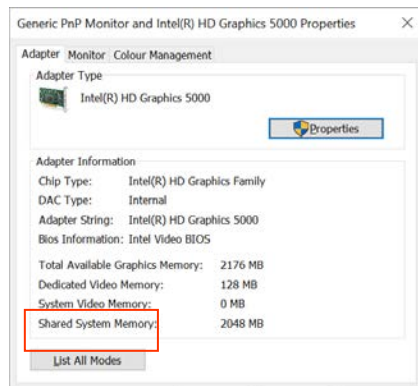 Generic PnP Monitor and Intel(R) HD Graphics 5000 Properties
Adapter Monitor Colour Management
Adapter Type
Intel(R) HD Graphics 5000
Properties
Adapter Information
Chip Type: Intel(R) HD Graphics Family
DAC Type: Internal
Adapter String: Intel(R) HD Graphics 5000
Bios Information: Intel Video BIOS
Total Available Graphics Memory: 2176 MB
Dedicated Video Memory: 128 MB
System Video Memory: 0 MB
Shared System Memory: 2048 MB
List All Modes